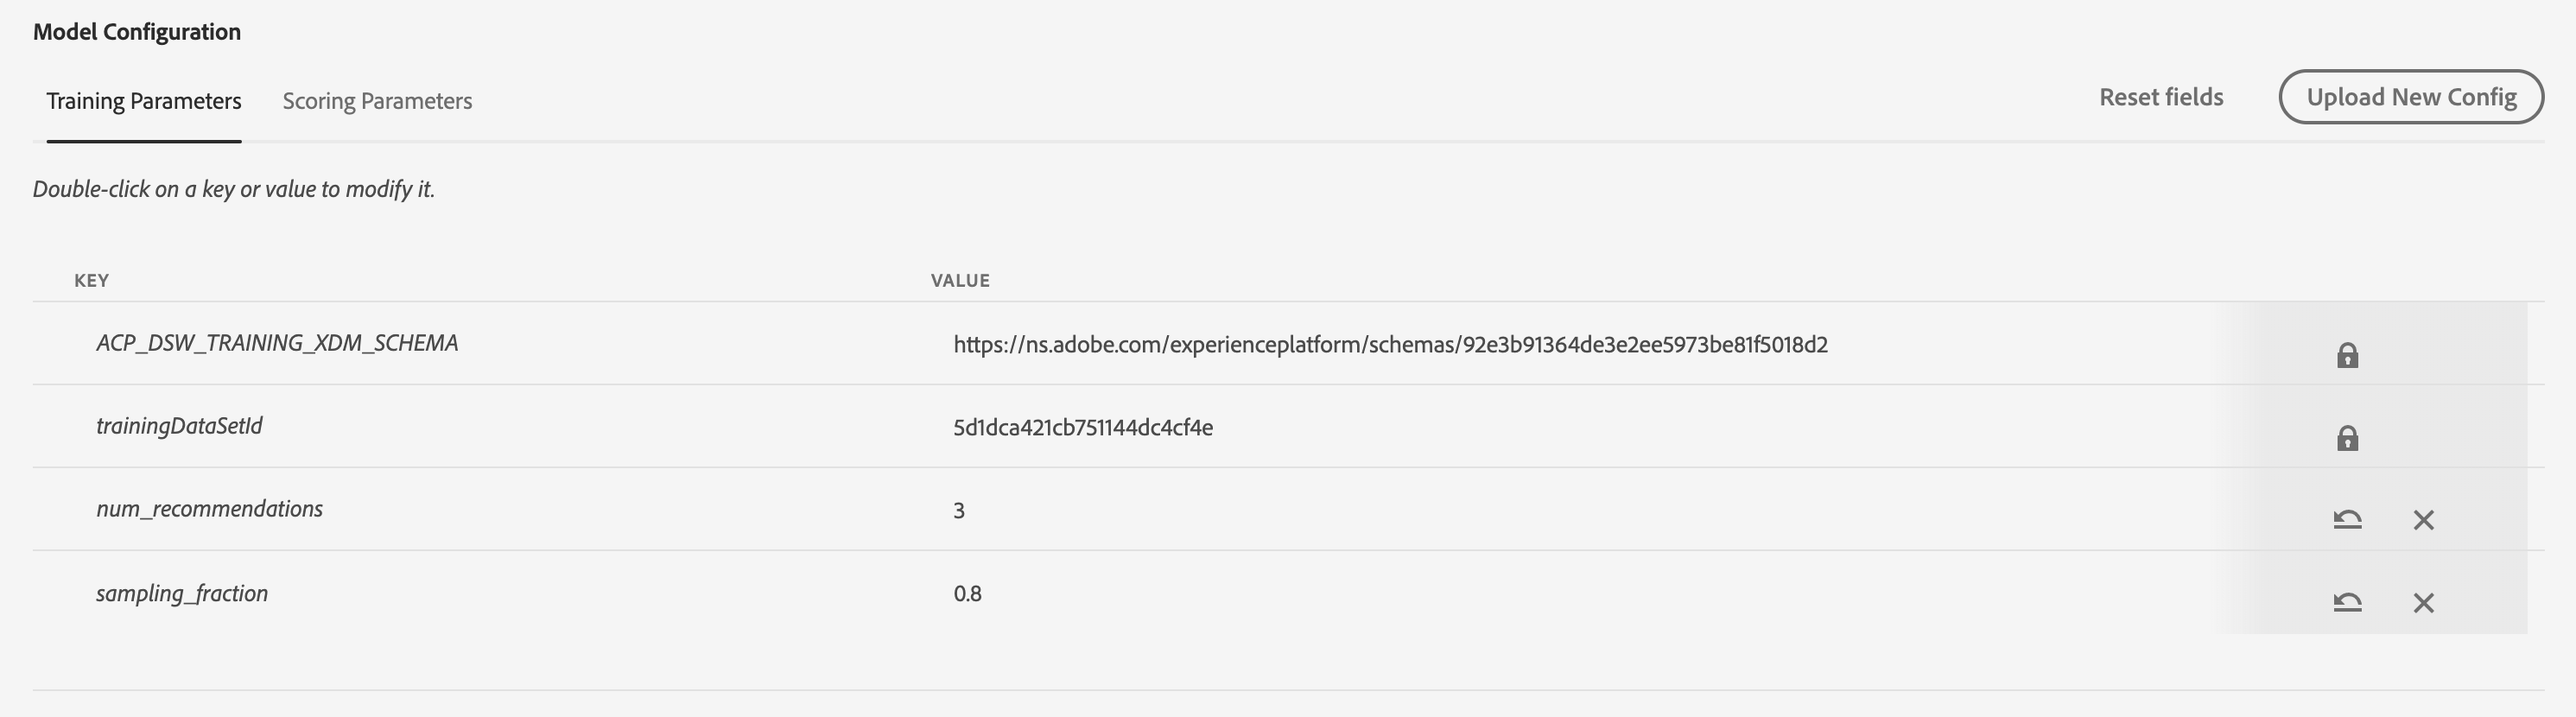 Model Configuration
Training Parameters Scoring Parameters Reset fields Upload New Config
Double-click on a key or value to modify it.
KEY VALUE
ACP_DSW_TRAINING_XDM_SCHEMA https://ns.adobe.com/experienceplatform/schemas/92e3b91364de3e2ee5973be81f5018d2
trainingDataSetId 5d1dca421cb751144dc4cf4e
num_recommendations 3
sampling_fraction 0.8